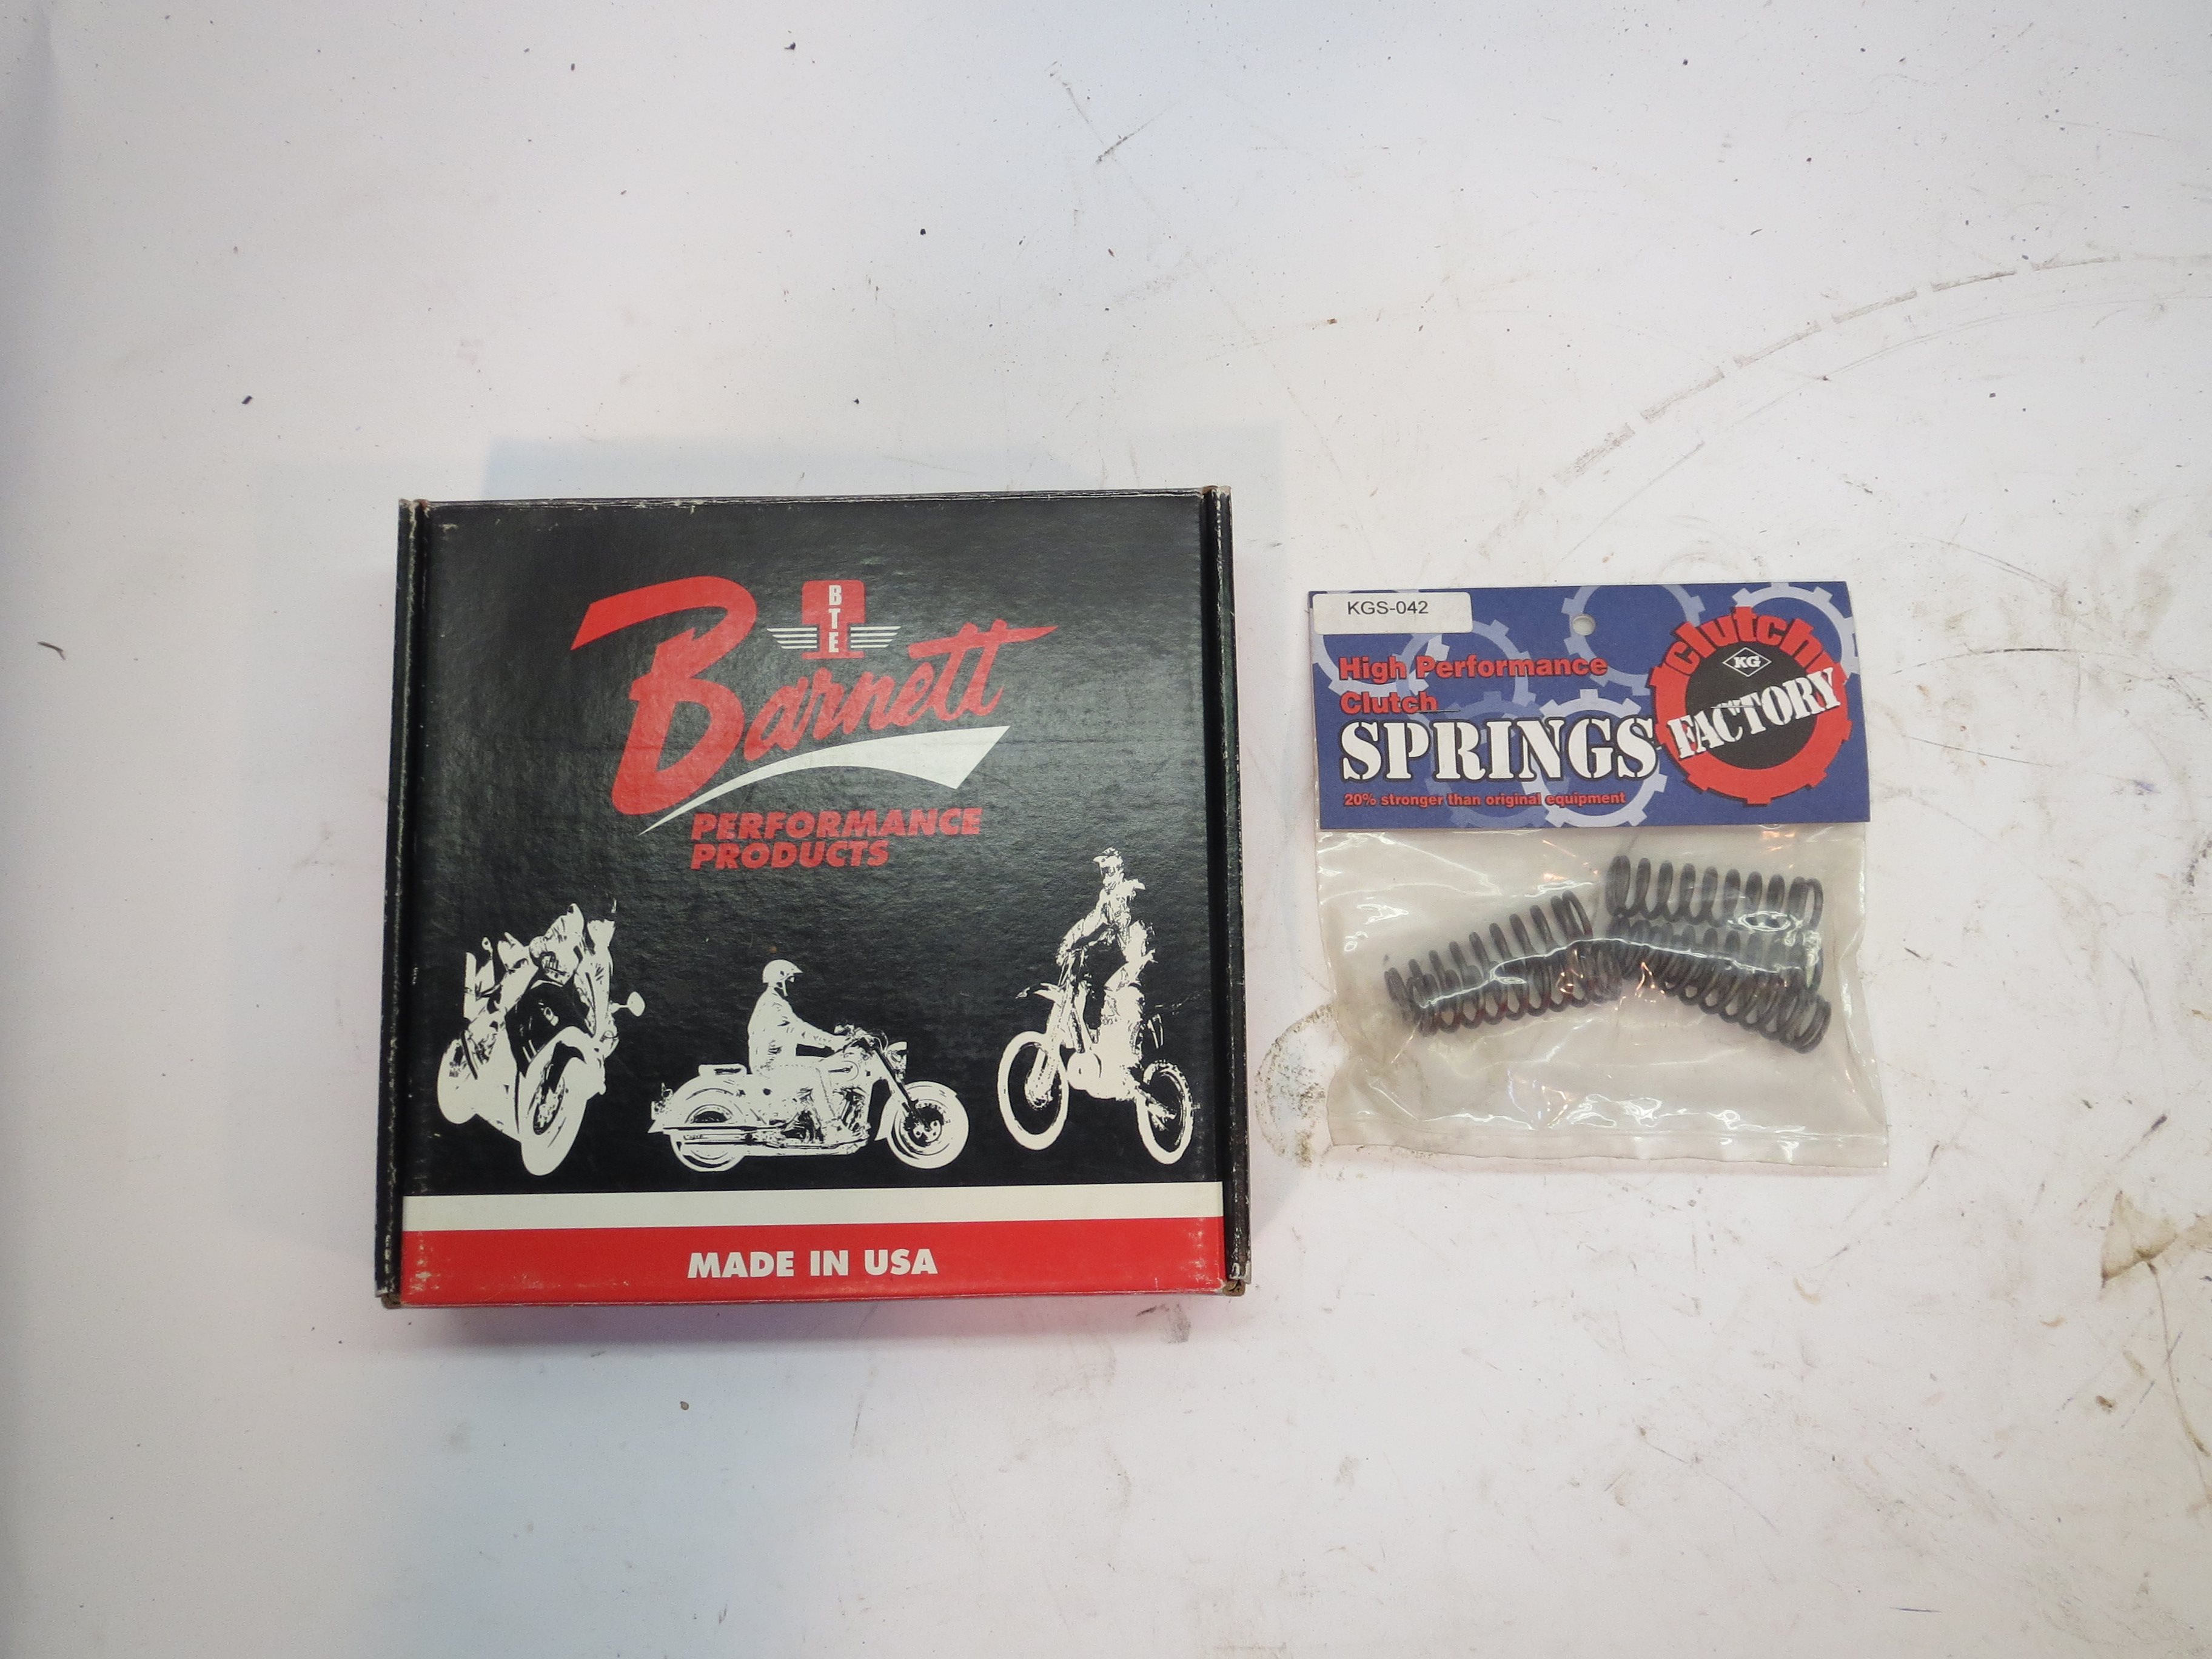 B
T
E
Barnett
PERFORMANCE
PRODUCTS
MADE IN USA
KGS-042
High Performance
Clutch
SPRINGS
20% stronger than original equipment
clutch
KG
FACTORY